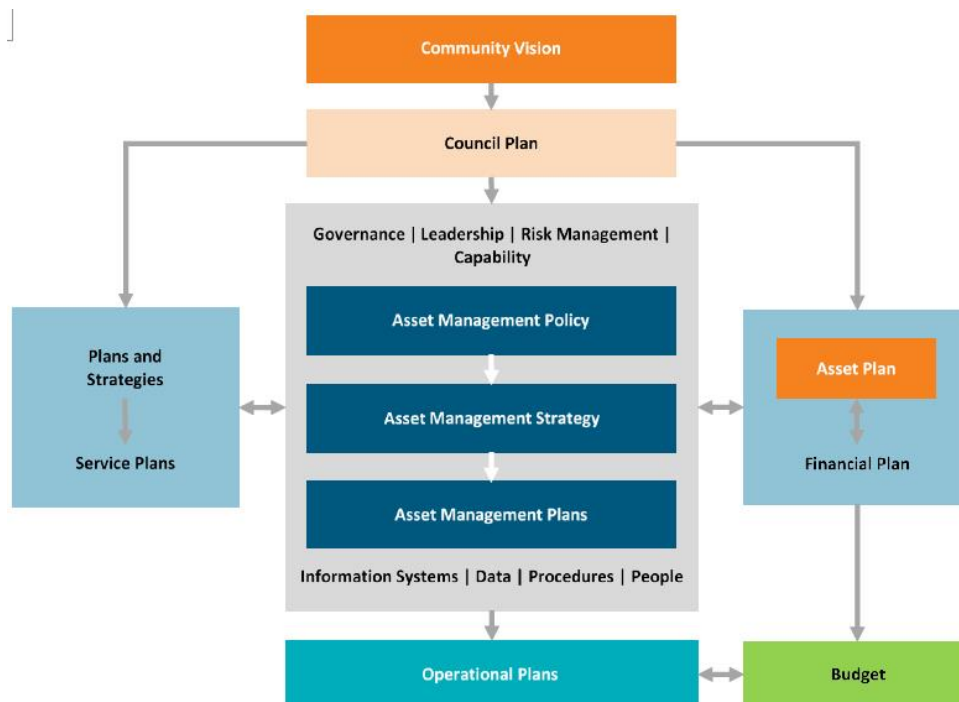 Community Vision
Council Plan
Governance | Leadership | Risk Management |
Capability
Asset Management Policy
Plans and
Strategies
Asset Plan
Asset Management Strategy
Service Plans
Financial Plan
Asset Management Plans
Information Systems | Data | Procedures | People
Operational Plans
Budget